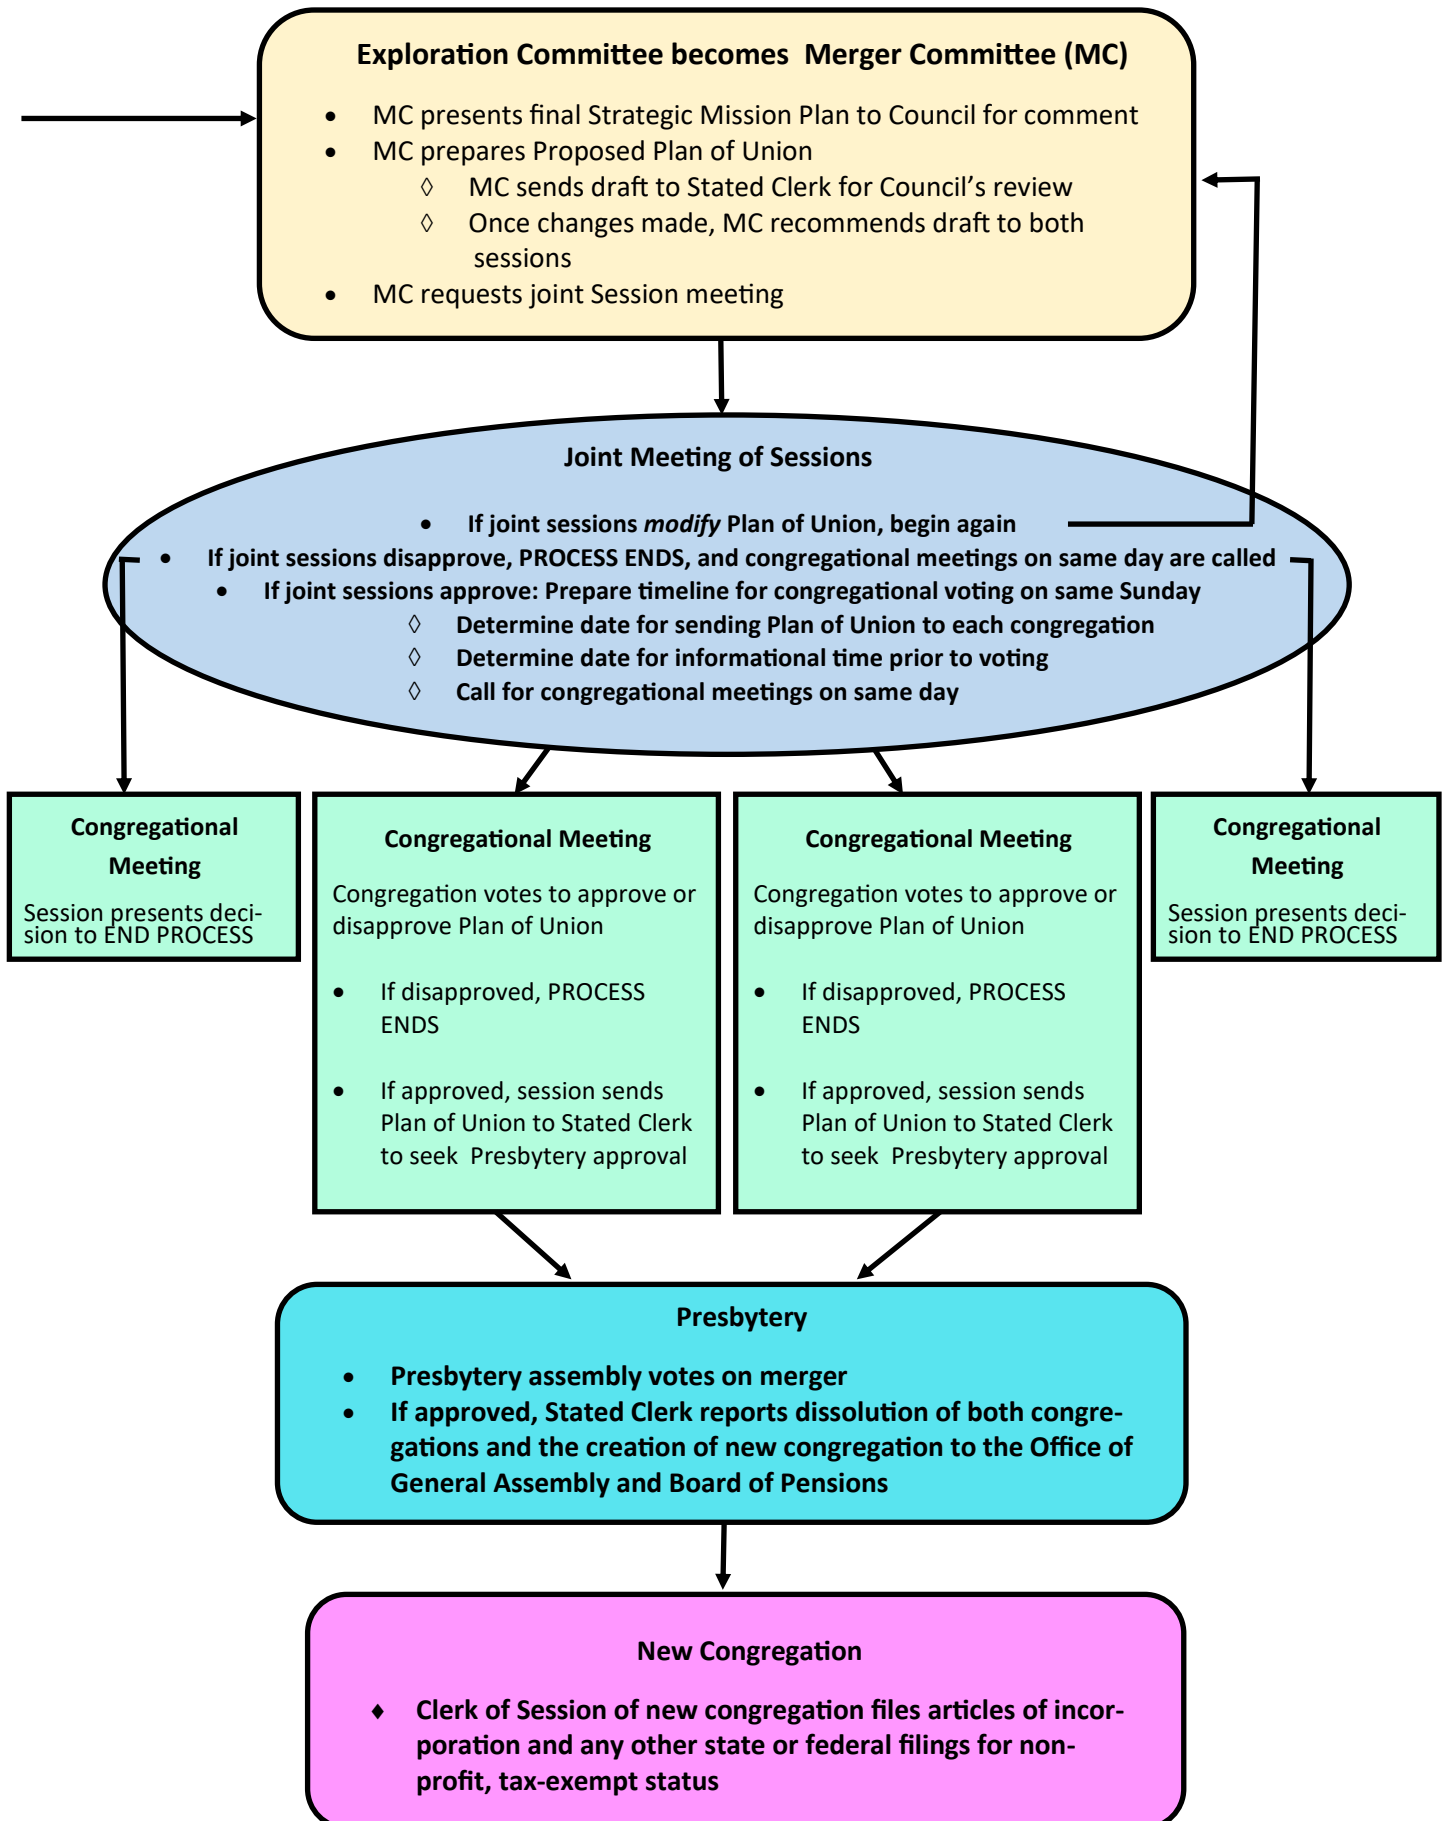 Exploration Committee becomes  Merger Committee (MC)
• MC presents final Strategic Mission Plan to Council for comment
• MC prepares Proposed Plan of Union
◊ MC sends draft to Stated Clerk for Council’s review
◊ Once changes made, MC recommends draft to both
sessions
• MC requests joint Session meeting
Joint Meeting of Sessions
• If joint sessions modify Plan of Union, begin again
• If joint sessions disapprove, PROCESS ENDS, and congregational meetings on same day are called
• If joint sessions approve: Prepare timeline for congregational voting on same Sunday
◊ Determine date for sending Plan of Union to each congregation
◊ Determine date for informational time prior to voting
◊ Call for congregational meetings on same day
Congregational
Meeting
Session presents deci-
sion to END PROCESS
Congregational Meeting
Congregation votes to approve or
disapprove Plan of Union
• If disapproved, PROCESS
ENDS
• If approved, session sends
Plan of Union to Stated Clerk
to seek  Presbytery approval
Congregational Meeting
Congregation votes to approve or
disapprove Plan of Union
• If disapproved, PROCESS
ENDS
• If approved, session sends
Plan of Union to Stated Clerk
to seek  Presbytery approval
Congregational
Meeting
Session presents deci-
sion to END PROCESS
Presbytery
• Presbytery assembly votes on merger
• If approved, Stated Clerk reports dissolution of both congre-
gations and the creation of new congregation to the Office of
General Assembly and Board of Pensions
New Congregation
♦ Clerk of Session of new congregation files articles of incor-
poration and any other state or federal filings for non-
profit, tax-exempt status